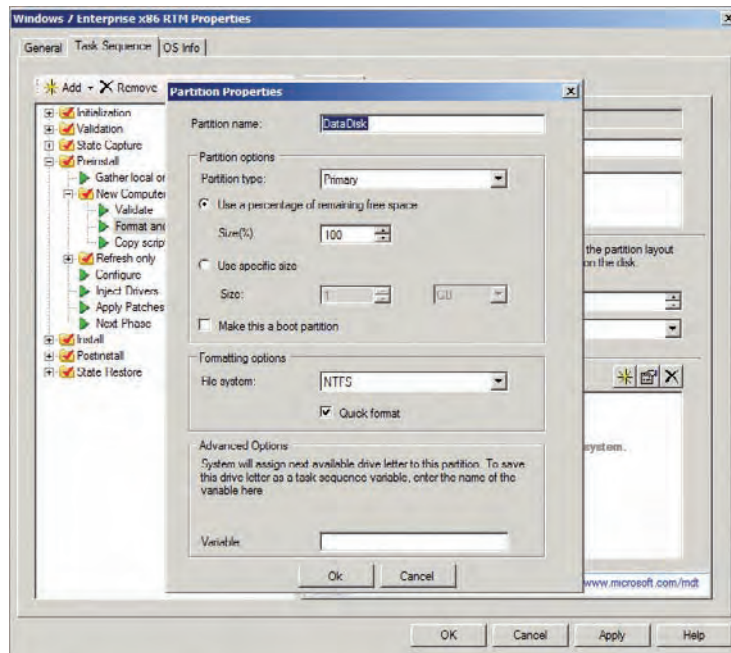 Windows 7 Enterprise x86 RTM Properties
General Task Sequence OS Info
Add Remove
Initialization
Validation
State Capture
Preinstall
Gather local or
New Computer
Validate
Format and
Copy scrip
Refresh only
Configure
Inject Drivers
Apply Patches
Next Phase
Install
Postinstall
State Restore
Partition Properties
Partition name: DataDisk
Partition options
Partition type: Primary
Use a percentage of remaining free space
Size(%) 100
Use specific size
Size: 1 GB
Make this a boot partition
Formatting options
File system: NTFS
Quick format
Advanced Options
System will assign next available drive letter to this partition. To save
this drive letter as a task sequence variable, enter the name of the
variable here
Variable:
Ok Cancel
the partition layout
on the disk.
system.
www.microsoft.com/mdt
OK Cancel Apply Help